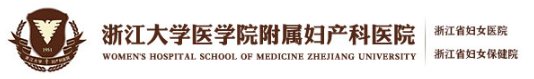 浙江大学医学院附属妇产科医院
WOMEN'S HOSPITAL SCHOOL OF MEDICINE ZHEJIANG UNIVERSITY
浙江省妇女医院
浙江省妇女保健院
1951